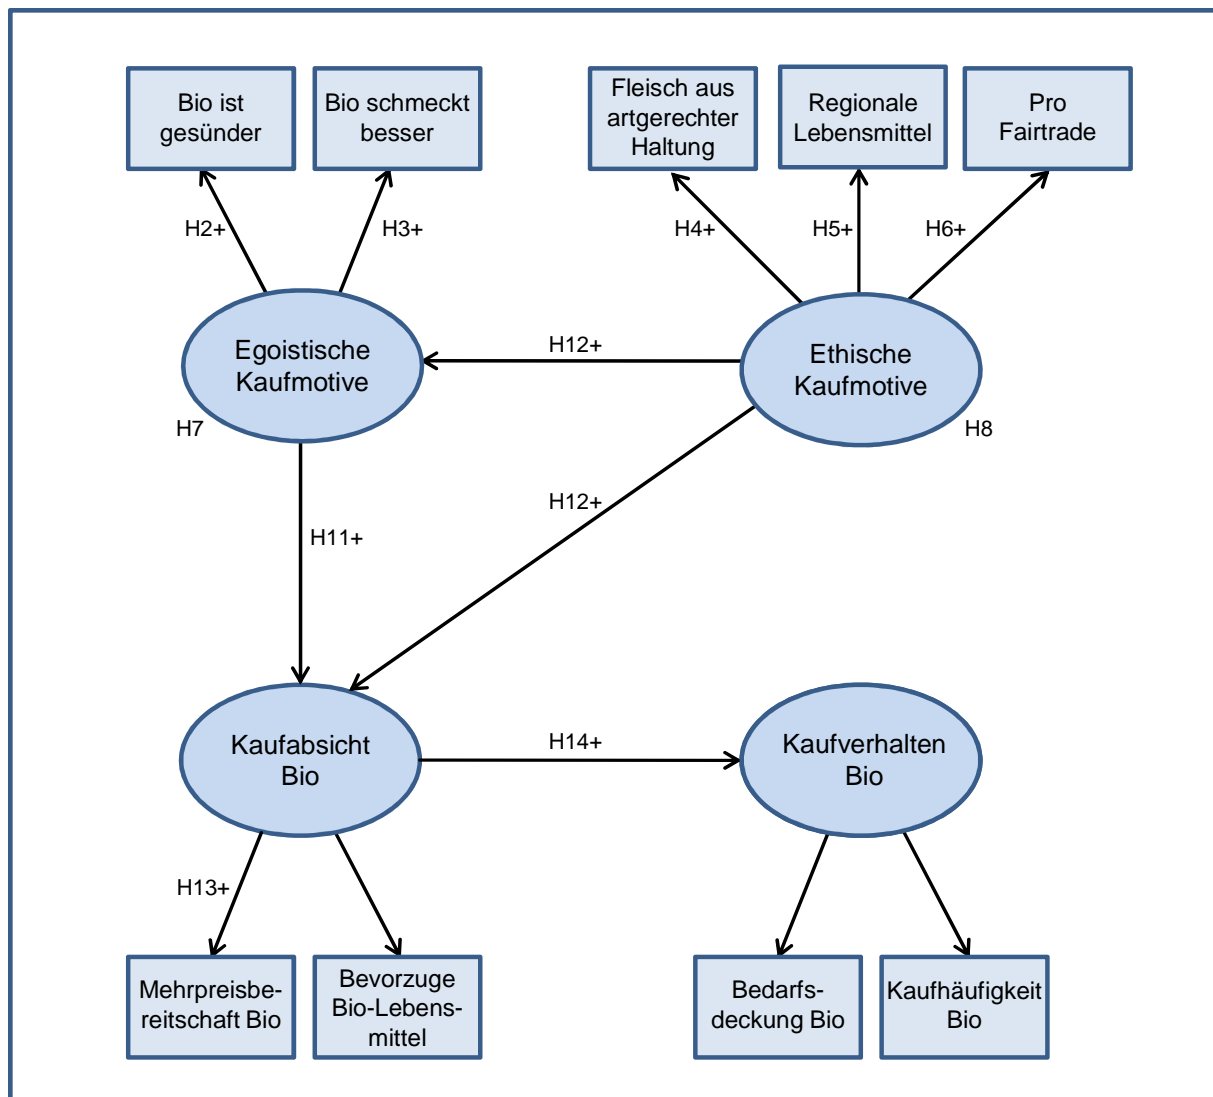 Bio ist
gesünder
Bio schmeckt
besser
Fleisch aus
artgerechter
Haltung
Regionale
Lebensmittel
Pro
Fairtrade
H2+
H3+
H4+
H5+
H6+
Egoistische
Kaufmotive
H12+
Ethische
Kaufmotive
H7
H8
H12+
H11+
Kaufabsicht
Bio
H14+
Kaufverhalten
Bio
H13+
Mehrpreisbe-
reitschaft Bio
Bevorzuge
Bio-Lebens-
mittel
Bedarfs-
deckung Bio
Kaufhäufigkeit
Bio